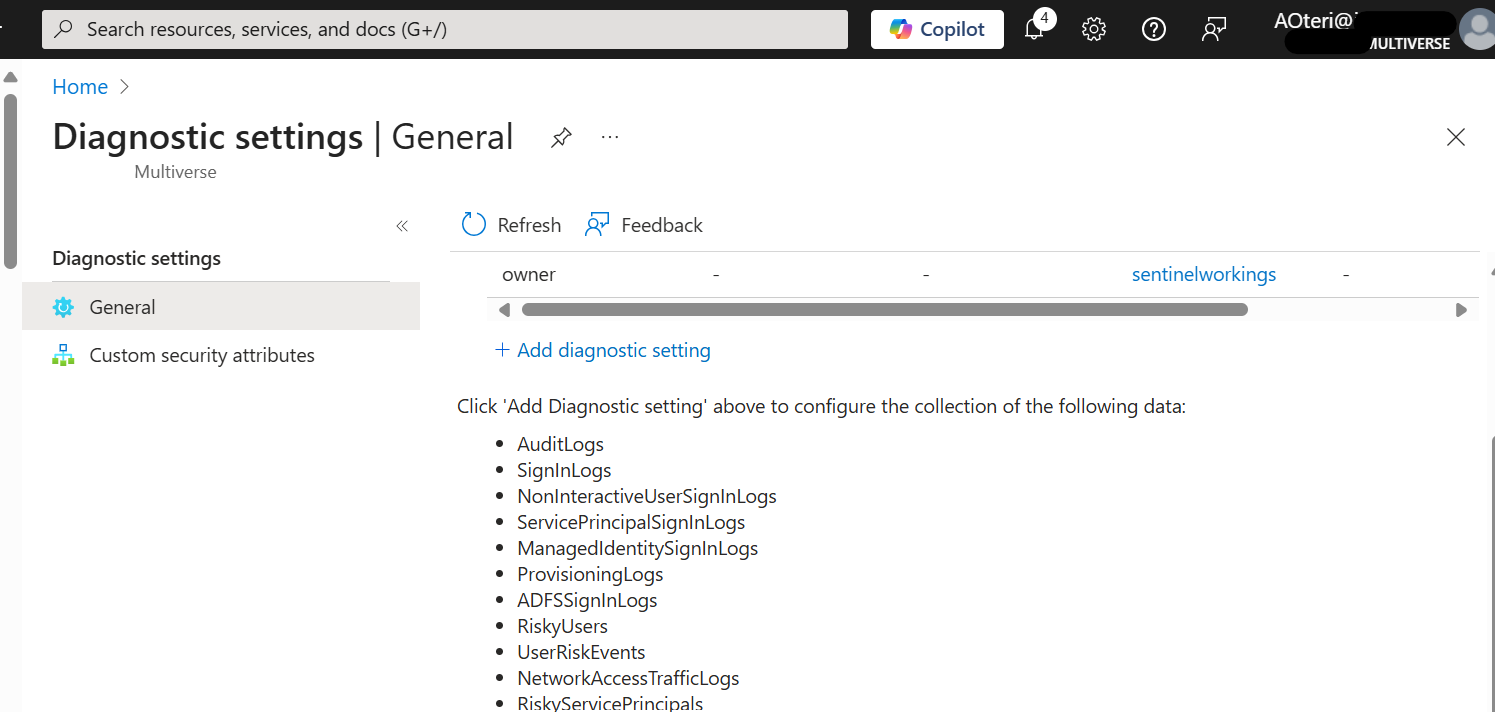 Search resources, services, and docs (G+/)
Copilot
4
AOteri@
MULTIVERSE
Home
Diagnostic settings | General
Multiverse
Refresh
Feedback
Diagnostic settings
General
Custom security attributes
owner - - sentinelworkings -
+ Add diagnostic setting
Click 'Add Diagnostic setting' above to configure the collection of the following data:
• AuditLogs
• SignInLogs
• NonInteractiveUserSignInLogs
• ServicePrincipalSignInLogs
• ManagedIdentitySignInLogs
• ProvisioningLogs
• ADFSSignInLogs
• RiskyUsers
• UserRiskEvents
• NetworkAccessTrafficLogs
• RiskyServicePrincipals